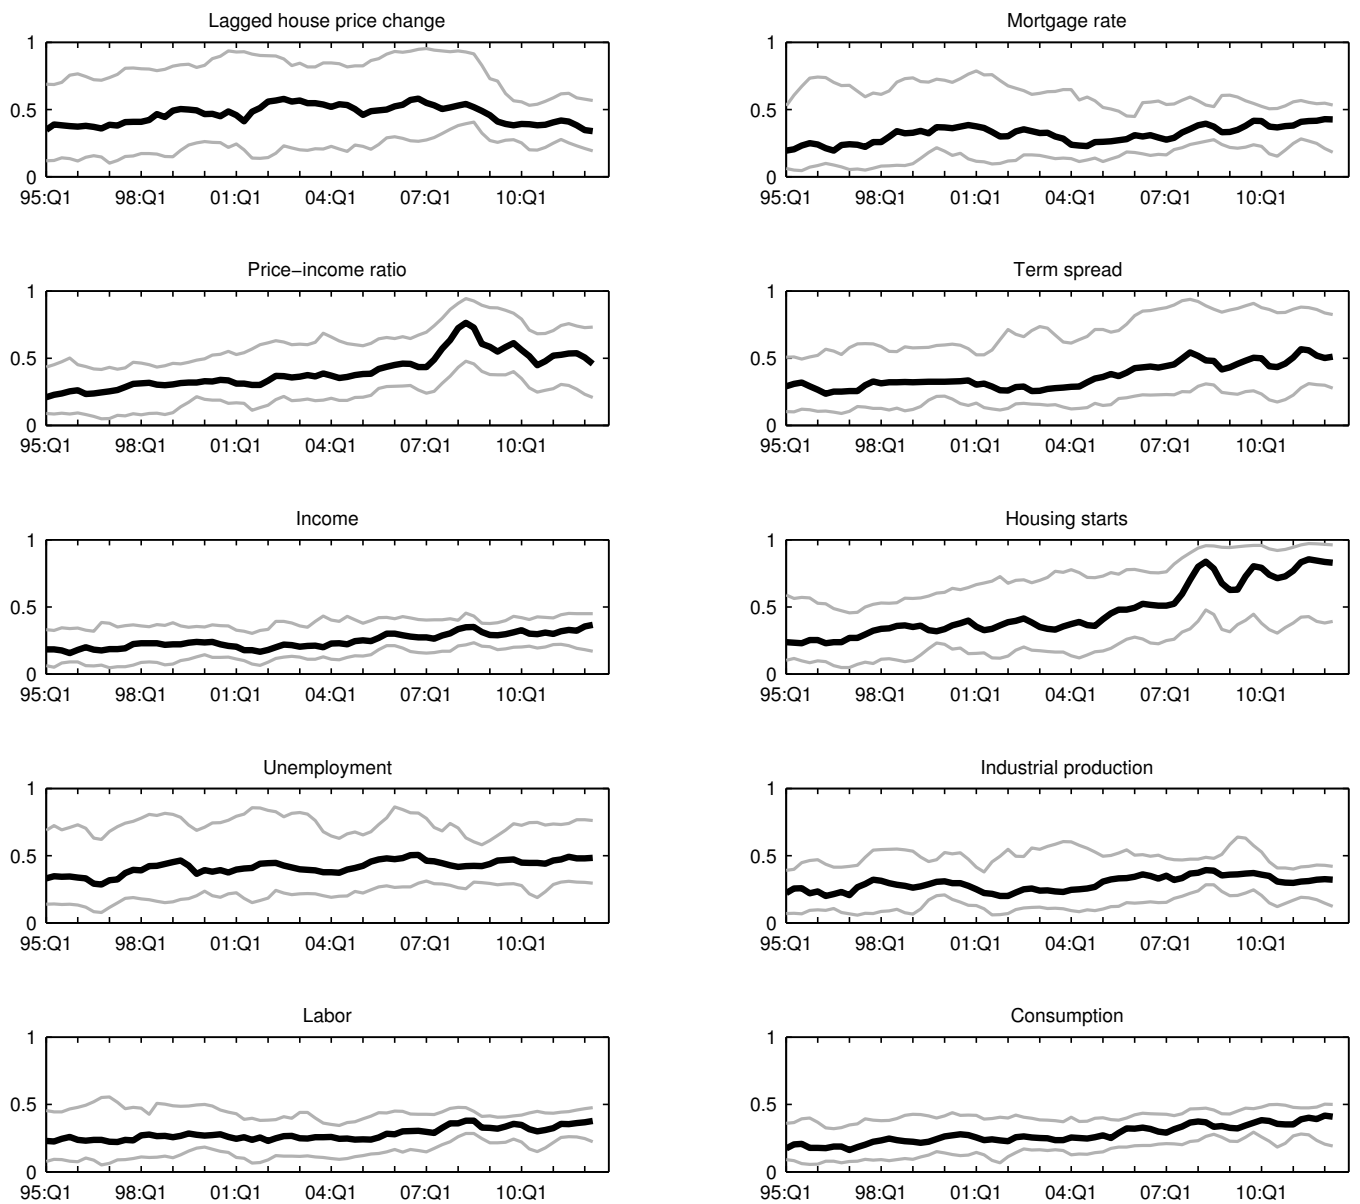 Lagged house price change
1
0.5
0
95:Q1 98:Q1 01:Q1 04:Q1 07:Q1 10:Q1
Mortgage rate
1
0.5
0
95:Q1 98:Q1 01:Q1 04:Q1 07:Q1 10:Q1
Price−income ratio
1
0.5
0
95:Q1 98:Q1 01:Q1 04:Q1 07:Q1 10:Q1
Term spread
1
0.5
0
95:Q1 98:Q1 01:Q1 04:Q1 07:Q1 10:Q1
Income
1
0.5
0
95:Q1 98:Q1 01:Q1 04:Q1 07:Q1 10:Q1
Housing starts
1
0.5
0
95:Q1 98:Q1 01:Q1 04:Q1 07:Q1 10:Q1
Unemployment
1
0.5
0
95:Q1 98:Q1 01:Q1 04:Q1 07:Q1 10:Q1
Industrial production
1
0.5
0
95:Q1 98:Q1 01:Q1 04:Q1 07:Q1 10:Q1
Labor
1
0.5
0
95:Q1 98:Q1 01:Q1 04:Q1 07:Q1 10:Q1
Consumption
1
0.5
0
95:Q1 98:Q1 01:Q1 04:Q1 07:Q1 10:Q1